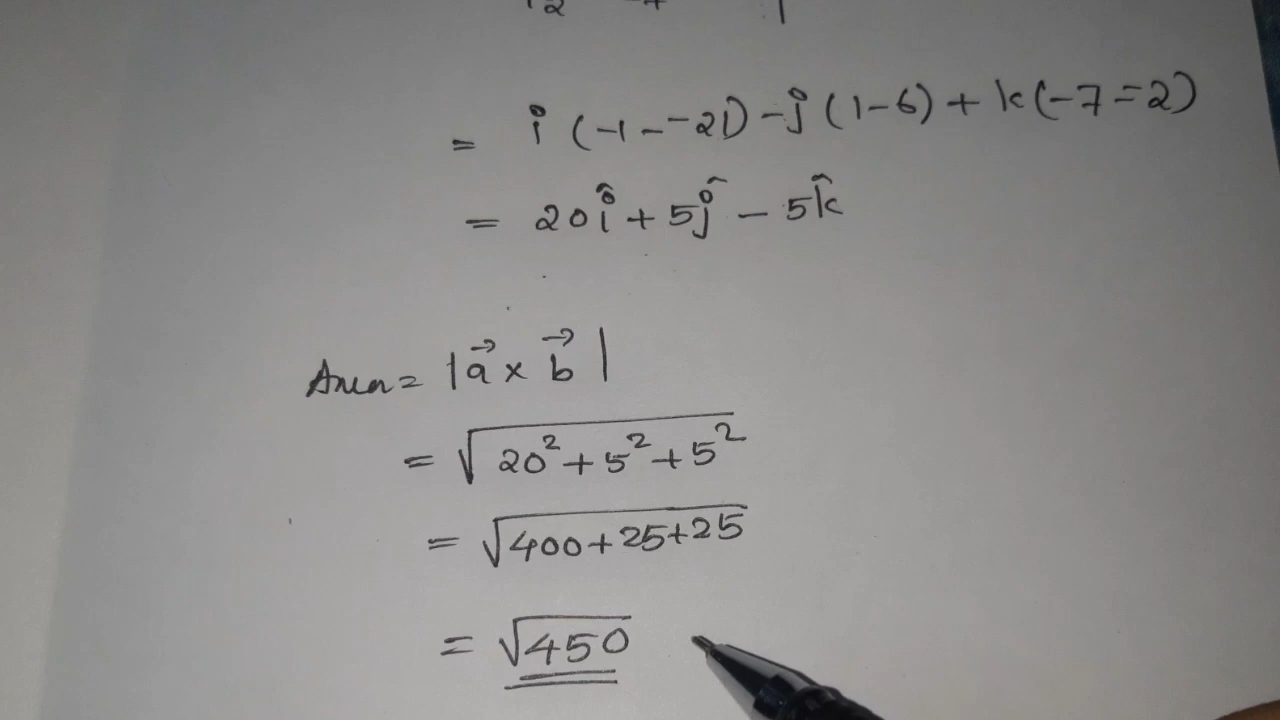 = i (-1 - -21) - j (1-6) + k (-7 - -2)
= 20î + 5ĵ - 5k̂
Area = |a⃗ × b⃗|
= √20² + 5² + 5²
= √400 + 25 + 25
= √450